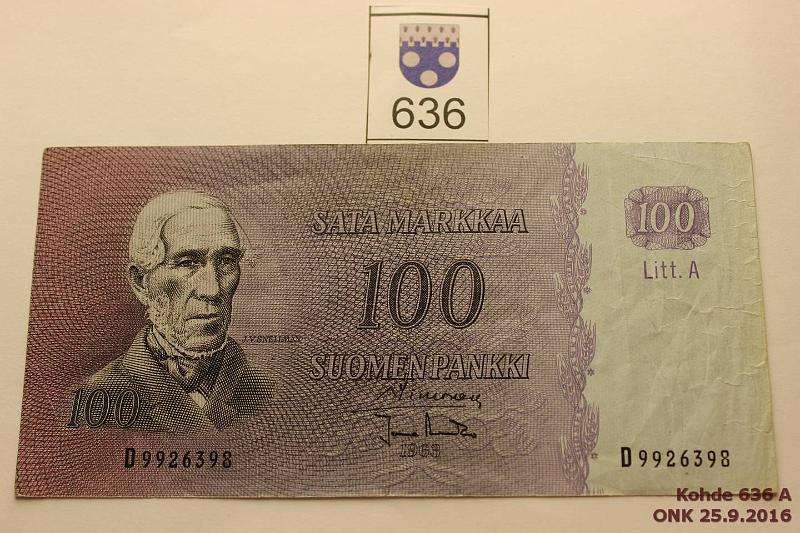 636
SATA MARKKAA
100
Litt. A
100
J.V.SNELLMAN
SUOMEN PANKKI
100
1963
D9926398
D9926398
Kohde 636 A
ONK 25.9.2016